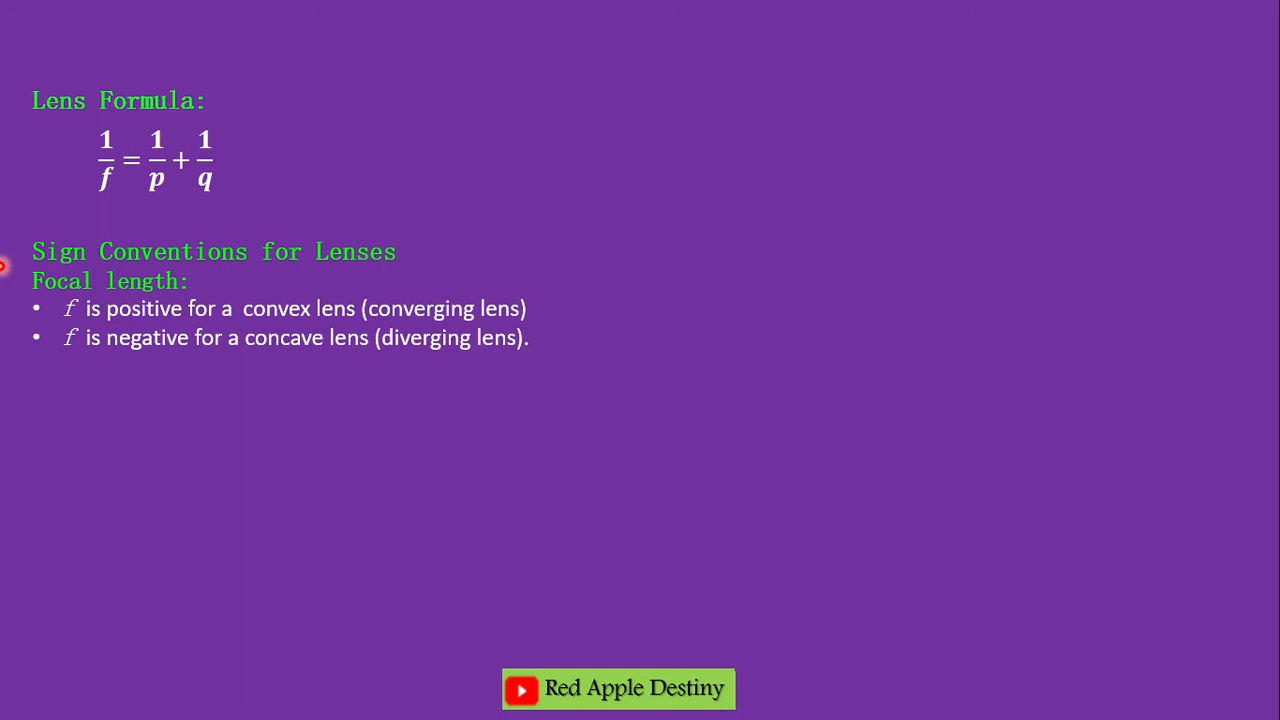 Lens Formula:
1/f = 1/p + 1/q
Sign Conventions for Lenses
Focal length:
• f is positive for a convex lens (converging lens)
• f is negative for a concave lens (diverging lens).
Red Apple Destiny